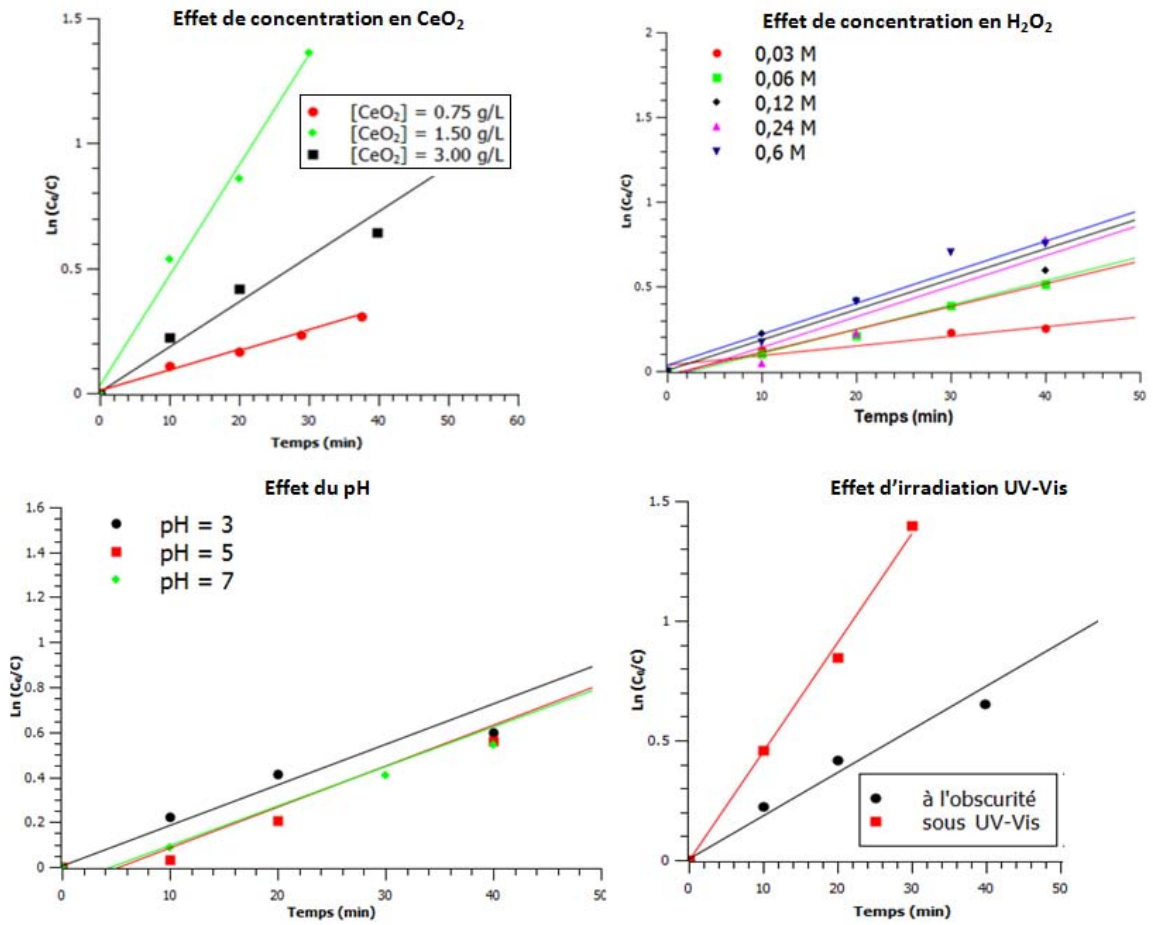 Effet de concentration en CeO₂
1.5
1
0.5
0
Ln (C₀/C)
[CeO₂] = 0.75 g/L
[CeO₂] = 1.50 g/L
[CeO₂] = 3.00 g/L
0 10 20 30 40 50 60
Temps (min)
Effet de concentration en H₂O₂
2
1.5
1
0.5
0
Ln (C₀/C)
0,03 M
0,06 M
0,12 M
0,24 M
0,6 M
0 10 20 30 40 50
Temps (min)
Effet du pH
1.6
1.4
1.2
1
0.8
0.6
0.4
0.2
0
Ln (C₀/C)
pH = 3
pH = 5
pH = 7
0 10 20 30 40 50
Temps (min)
Effet d’irradiation UV-Vis
1.5
1
0.5
0
Ln (C₀/C)
à l'obscurité
sous UV-Vis
0 10 20 30 40 50
Temps (min)